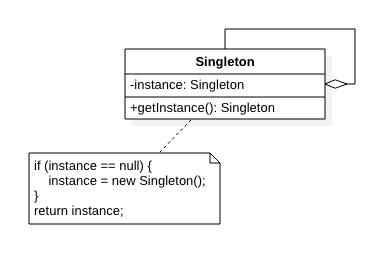 Singleton
-instance: Singleton
+getInstance(): Singleton
if (instance == null) {
    instance = new Singleton();
}
return instance;